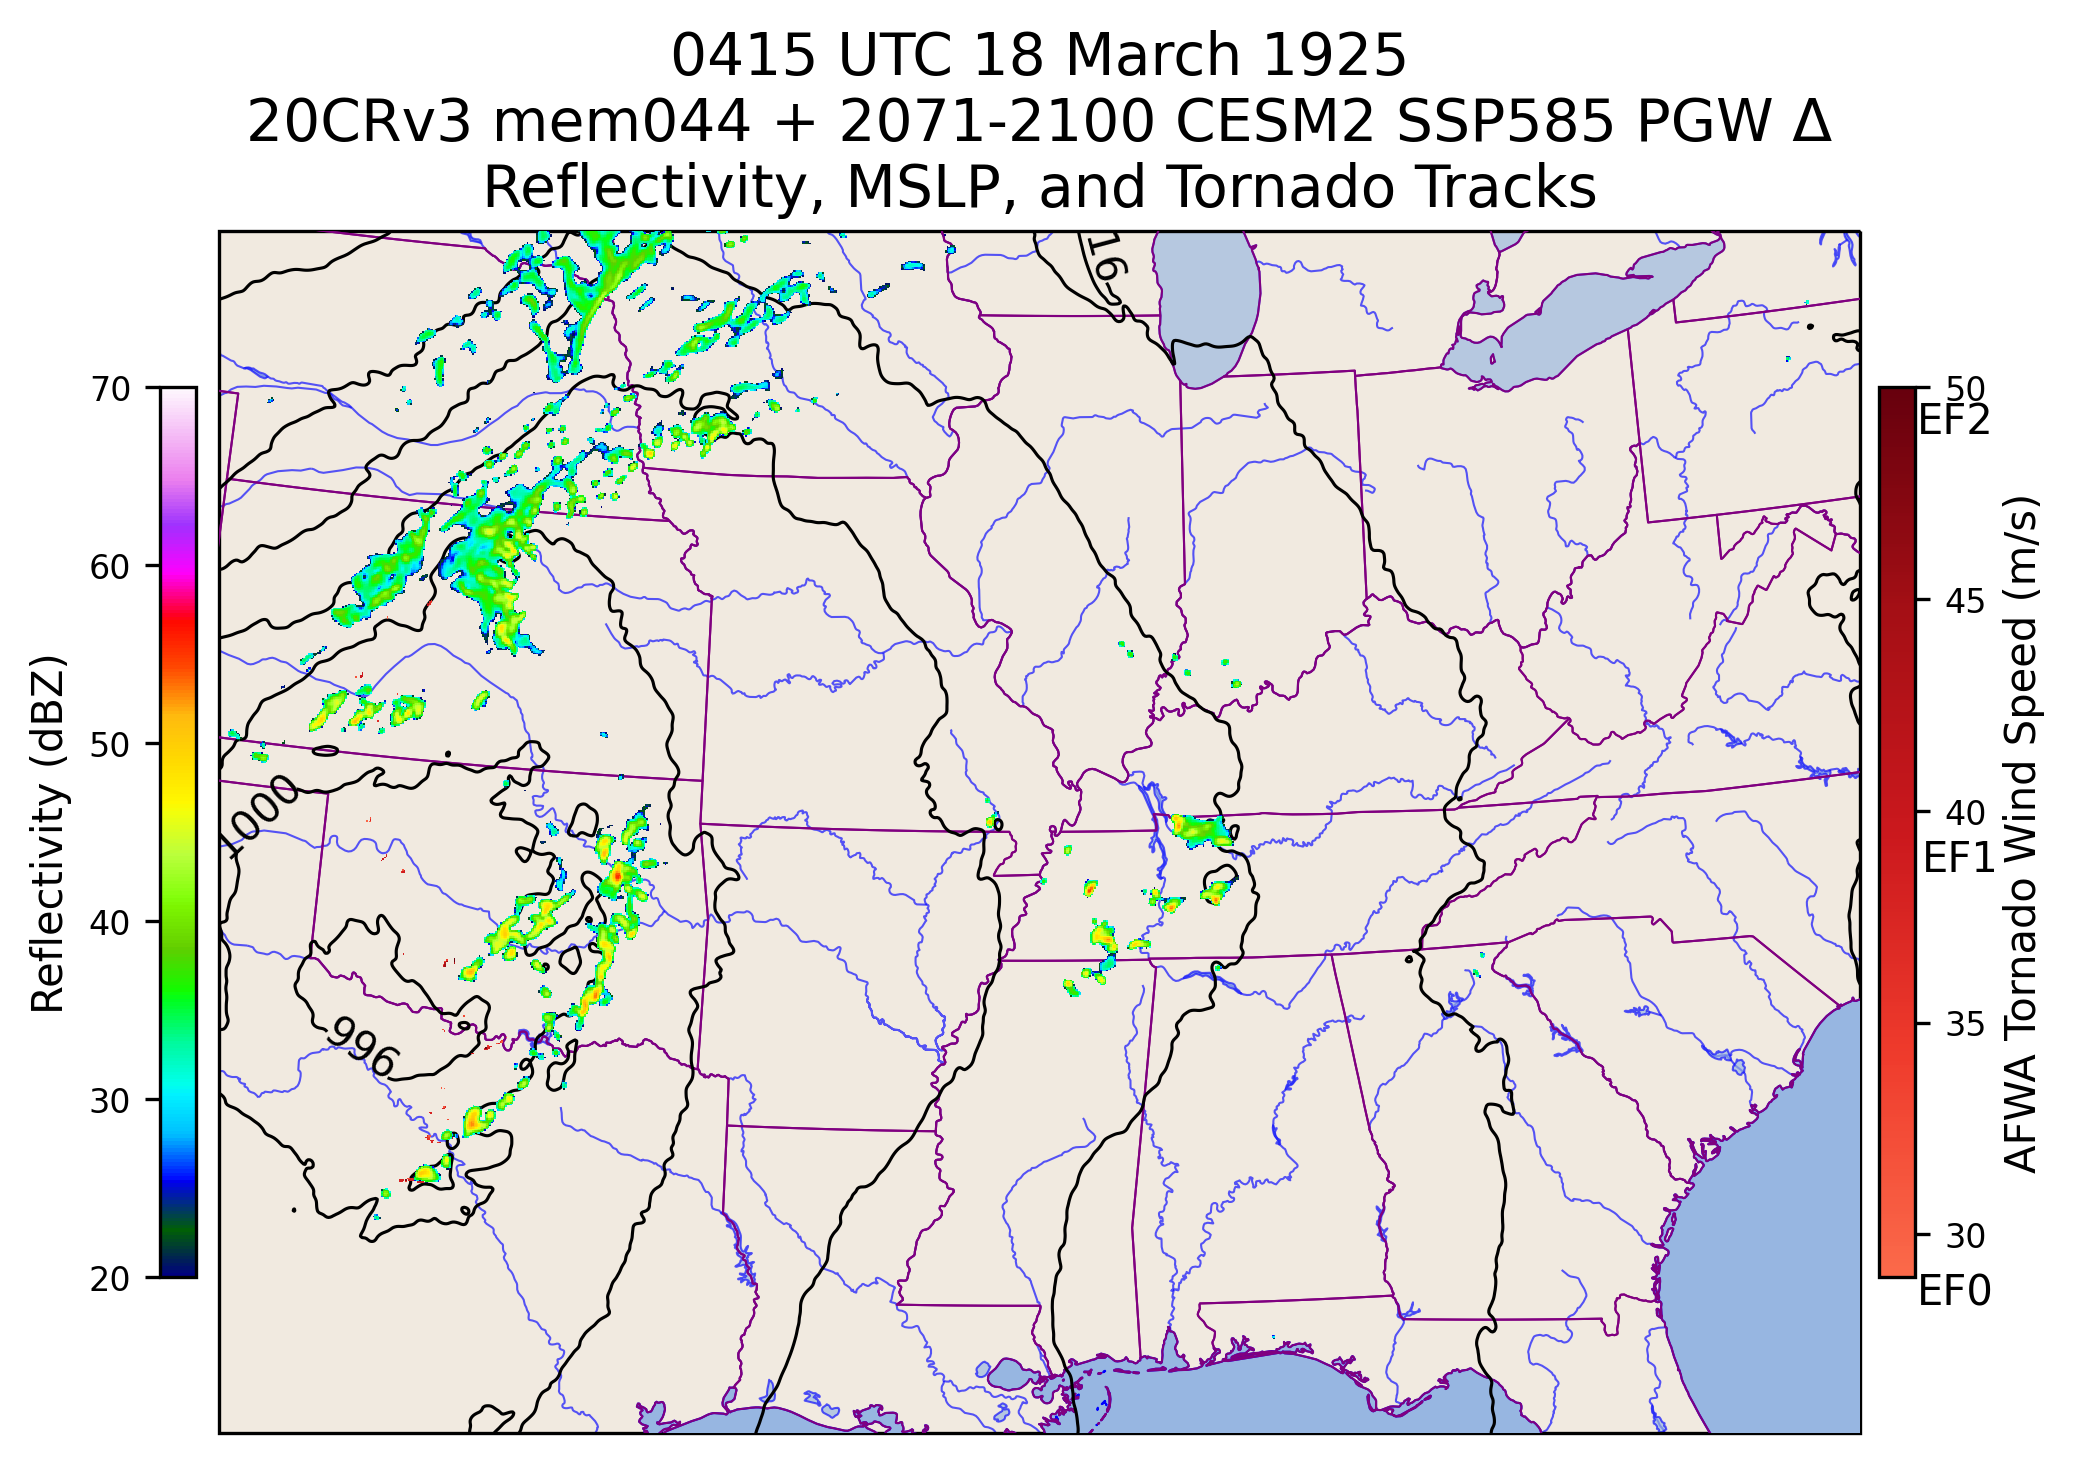 0415 UTC 18 March 1925
20CRv3 mem044 + 2071-2100 CESM2 SSP585 PGW Δ
Reflectivity, MSLP, and Tornado Tracks
Reflectivity (dBZ)
70
60
50
40
30
20
16
1000
996
50
EF2
45
40
EF1
35
30
EF0
AFWA Tornado Wind Speed (m/s)